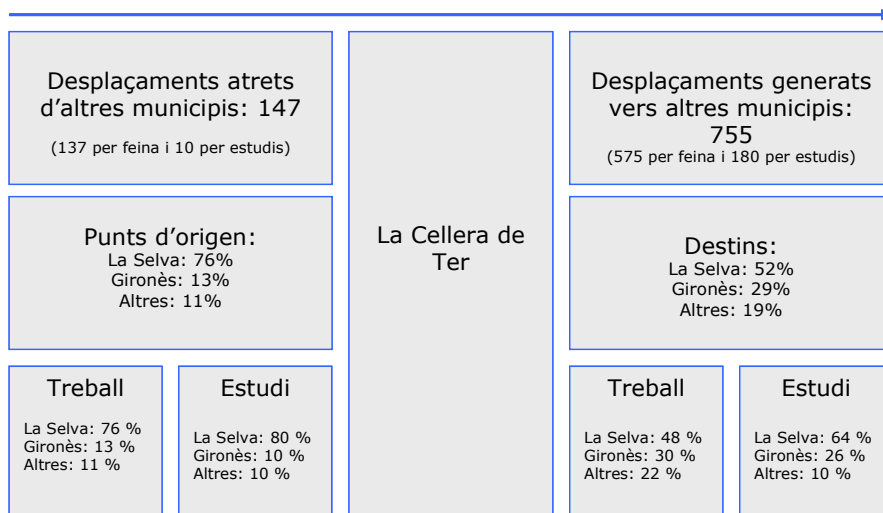 Desplaçaments atrets
d’altres municipis: 147
(137 per feina i 10 per estudis)
Punts d’origen:
La Selva: 76%
Gironès: 13%
Altres: 11%
Treball
La Selva: 76 %
Gironès: 13 %
Altres: 11 %
Estudi
La Selva: 80 %
Gironès: 10 %
Altres: 10 %
La Cellera de
Ter
Desplaçaments generats
vers altres municipis:
755
(575 per feina i 180 per estudis)
Destins:
La Selva: 52%
Gironès: 29%
Altres: 19%
Treball
La Selva: 48 %
Gironès: 30 %
Altres: 22 %
Estudi
La Selva: 64 %
Gironès: 26 %
Altres: 10 %